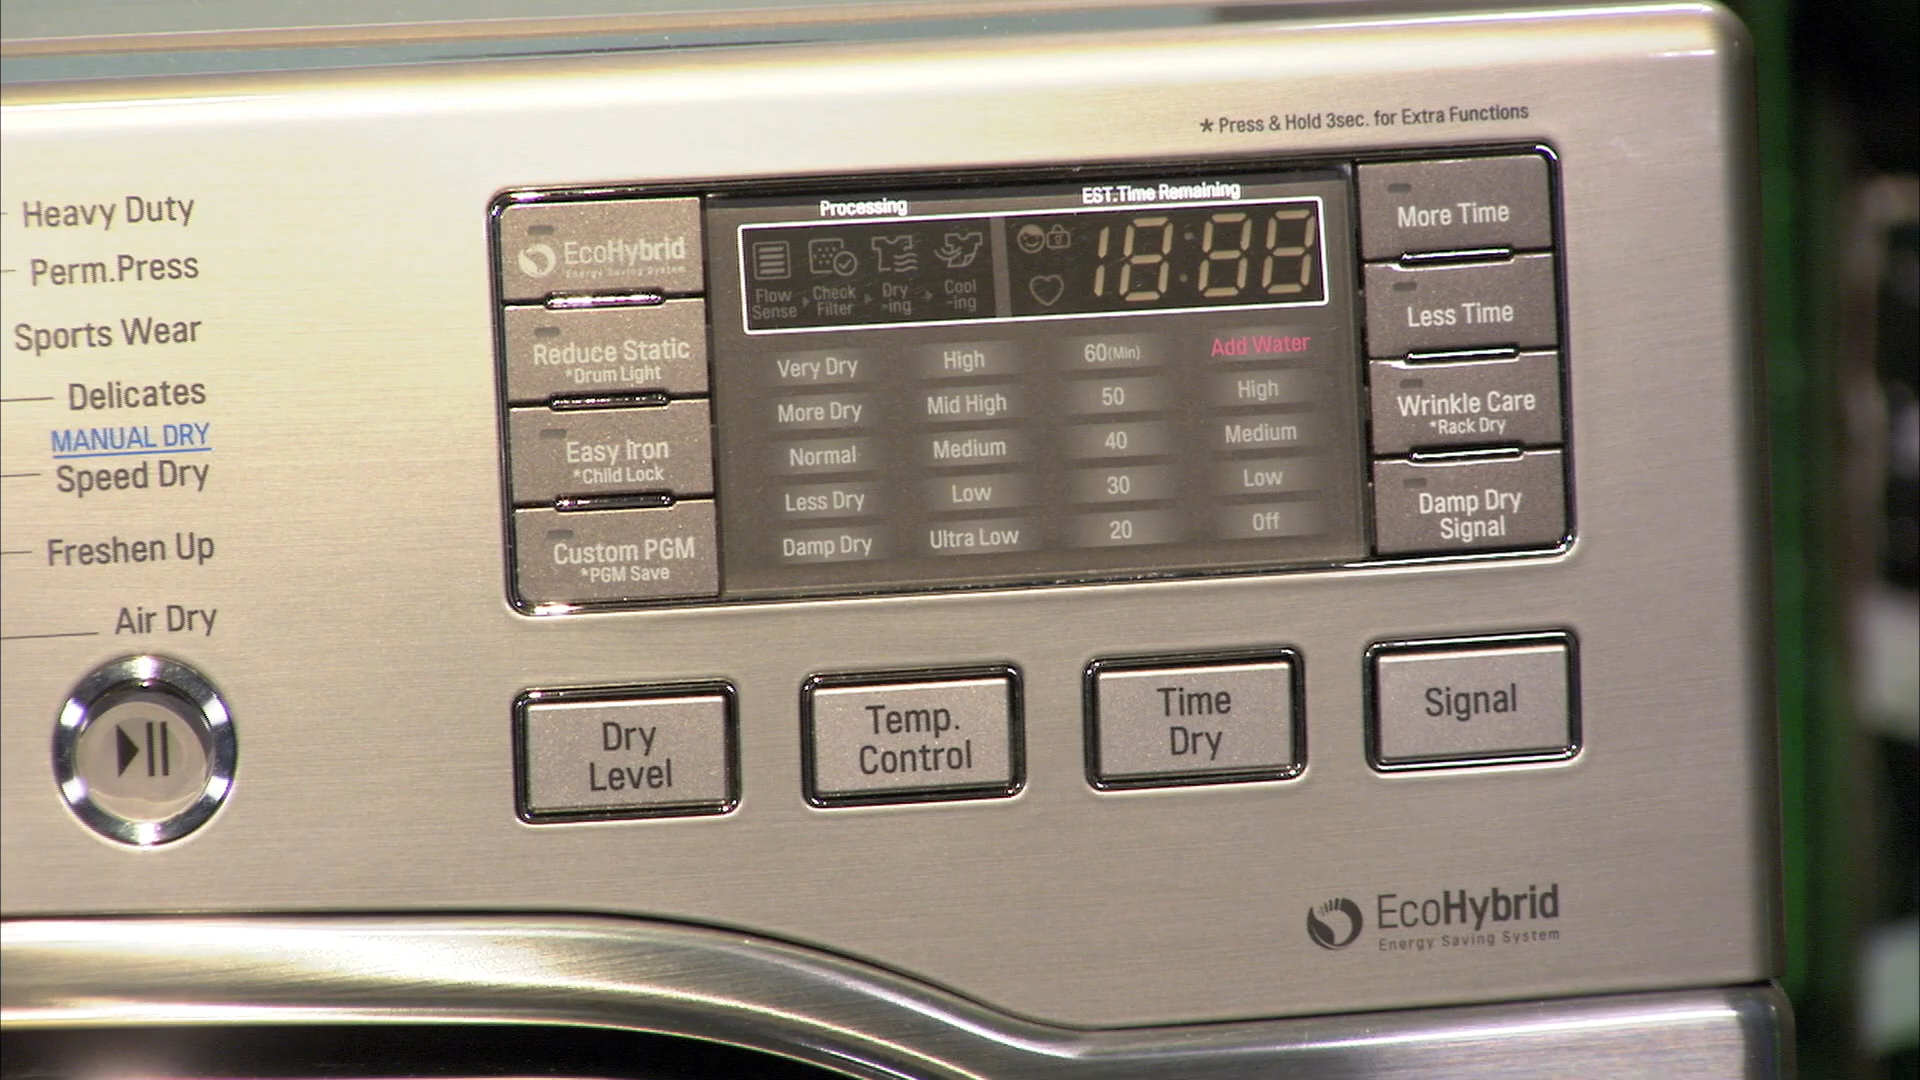 * Press & Hold 3sec. for Extra Functions
Heavy Duty
Perm.Press
Sports Wear
Delicates
MANUAL DRY
Speed Dry
Freshen Up
Air Dry
EcoHybrid
Energy Saving System
Reduce Static
*Drum Light
Easy Iron
*Child Lock
Custom PGM
*PGM Save
Processing
EST.Time Remaining
Flow Sense
Check Filter
Dry-ing
Cool-ing
18:88
Very Dry High 60(Min) Add Water
More Dry Mid High 50 High
Normal Medium 40 Medium
Less Dry Low 30 Low
Damp Dry Ultra Low 20 Off
More Time
Less Time
Wrinkle Care
*Rack Dry
Damp Dry
Signal
Dry
Level
Temp.
Control
Time
Dry
Signal
EcoHybrid
Energy Saving System